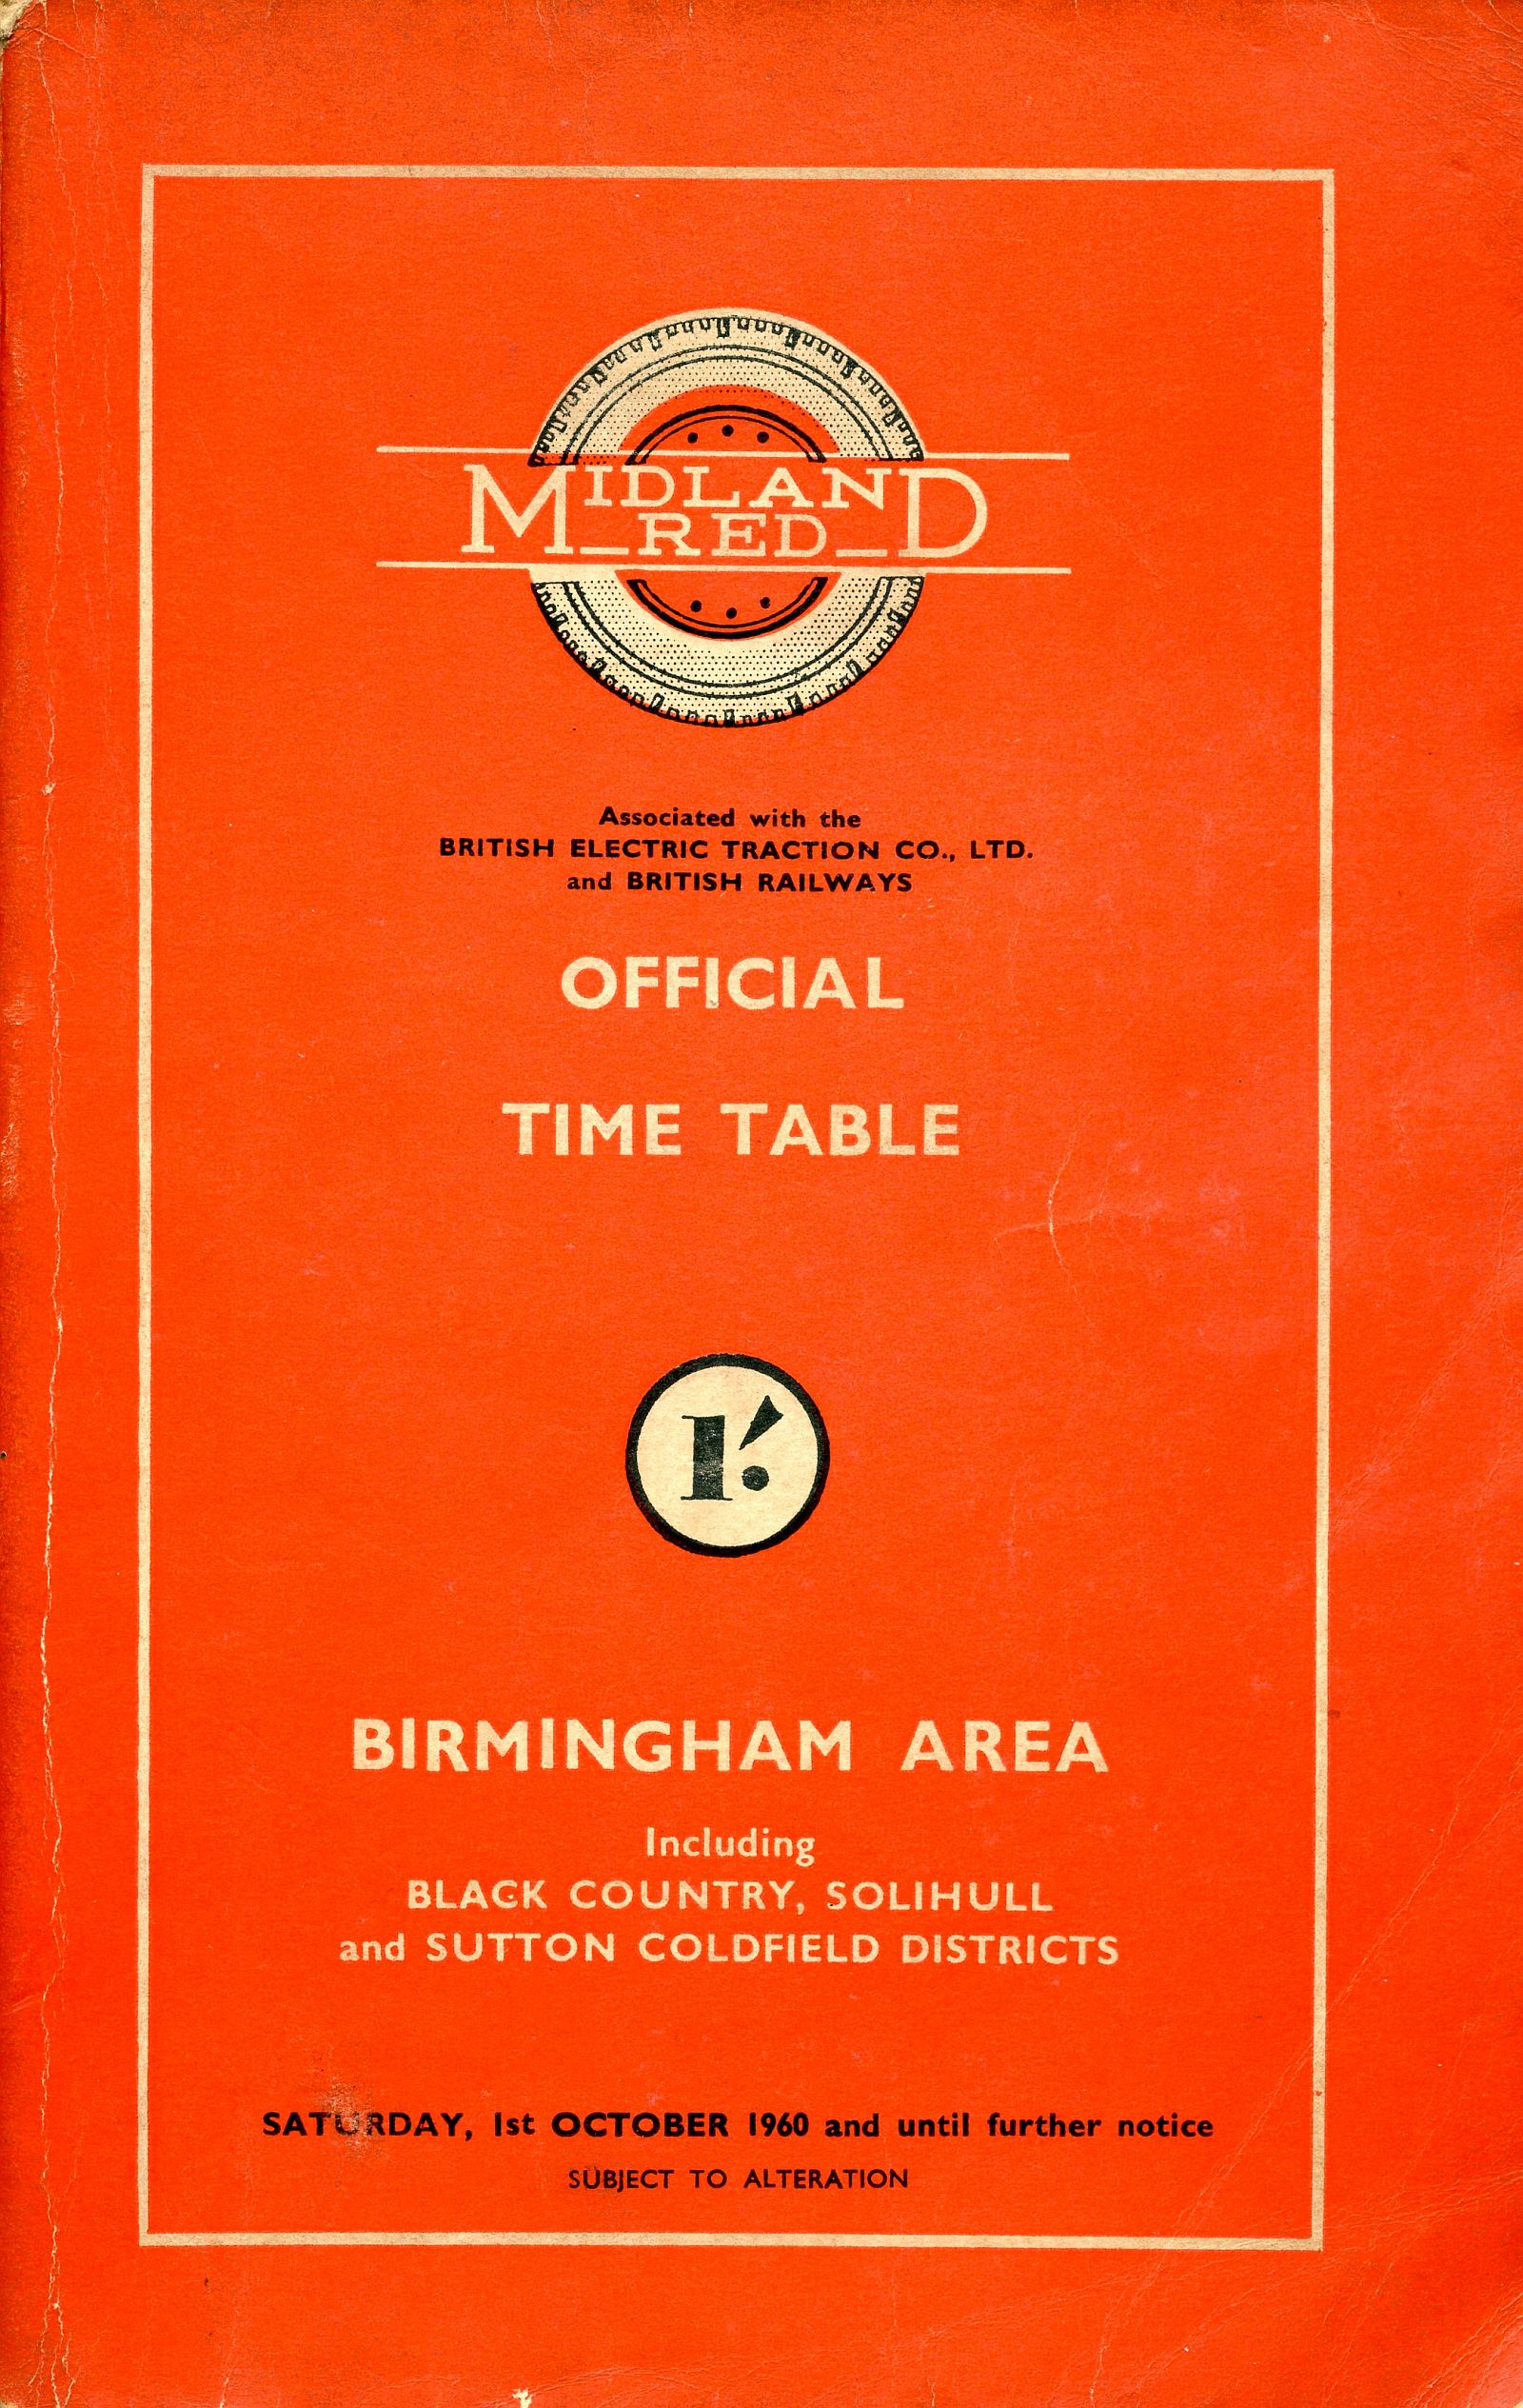 MIDLAND
RED
Associated with the
BRITISH ELECTRIC TRACTION CO., LTD.
and BRITISH RAILWAYS
OFFICIAL
TIME TABLE
1′.
BIRMINGHAM AREA
Including
BLACK COUNTRY, SOLIHULL
and SUTTON COLDFIELD DISTRICTS
SATURDAY, 1st OCTOBER 1960 and until further notice
SUBJECT TO ALTERATION